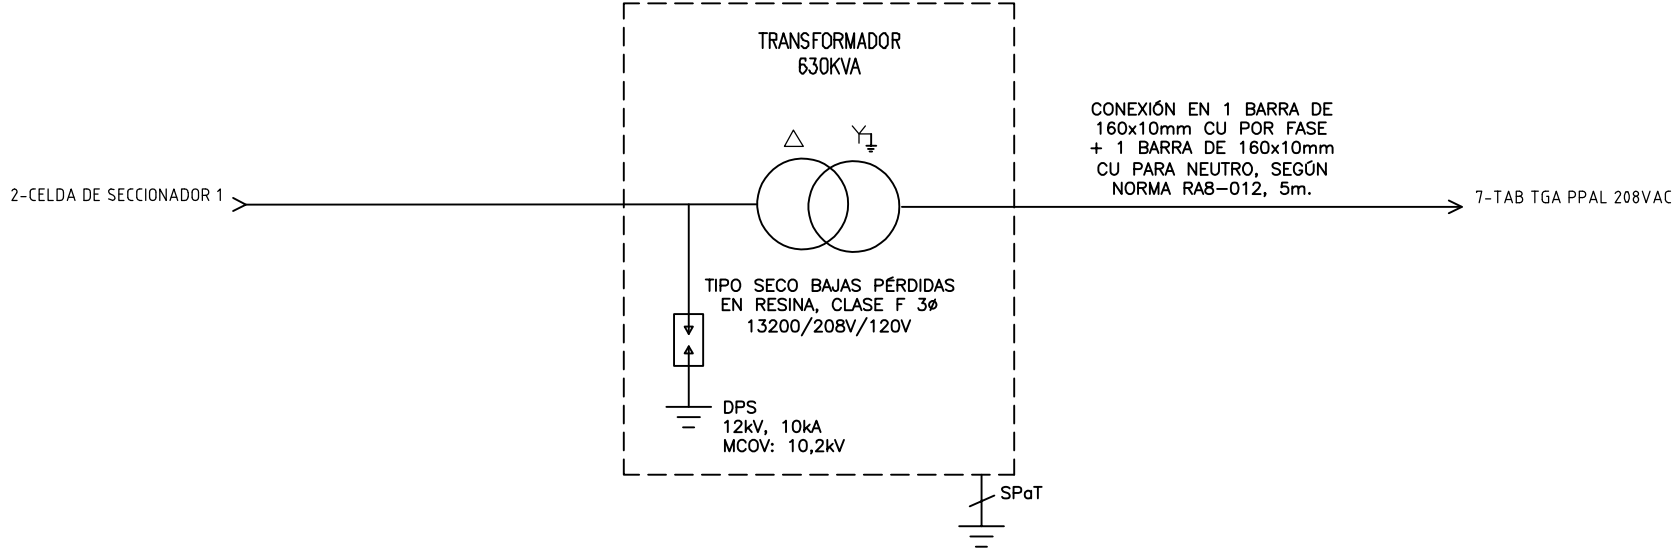 TRANSFORMADOR
630KVA
CONEXIÓN EN 1 BARRA DE
160x10mm CU POR FASE
+ 1 BARRA DE 160x10mm
CU PARA NEUTRO, SEGÚN
NORMA RA8-012, 5m.
2-CELDA DE SECCIONADOR 1
7-TAB TGA PPAL 208VAC
TIPO SECO BAJAS PÉRDIDAS
EN RESINA, CLASE F 3ø
13200/208V/120V
DPS
12kV, 10kA
MCOV: 10,2kV
SPaT